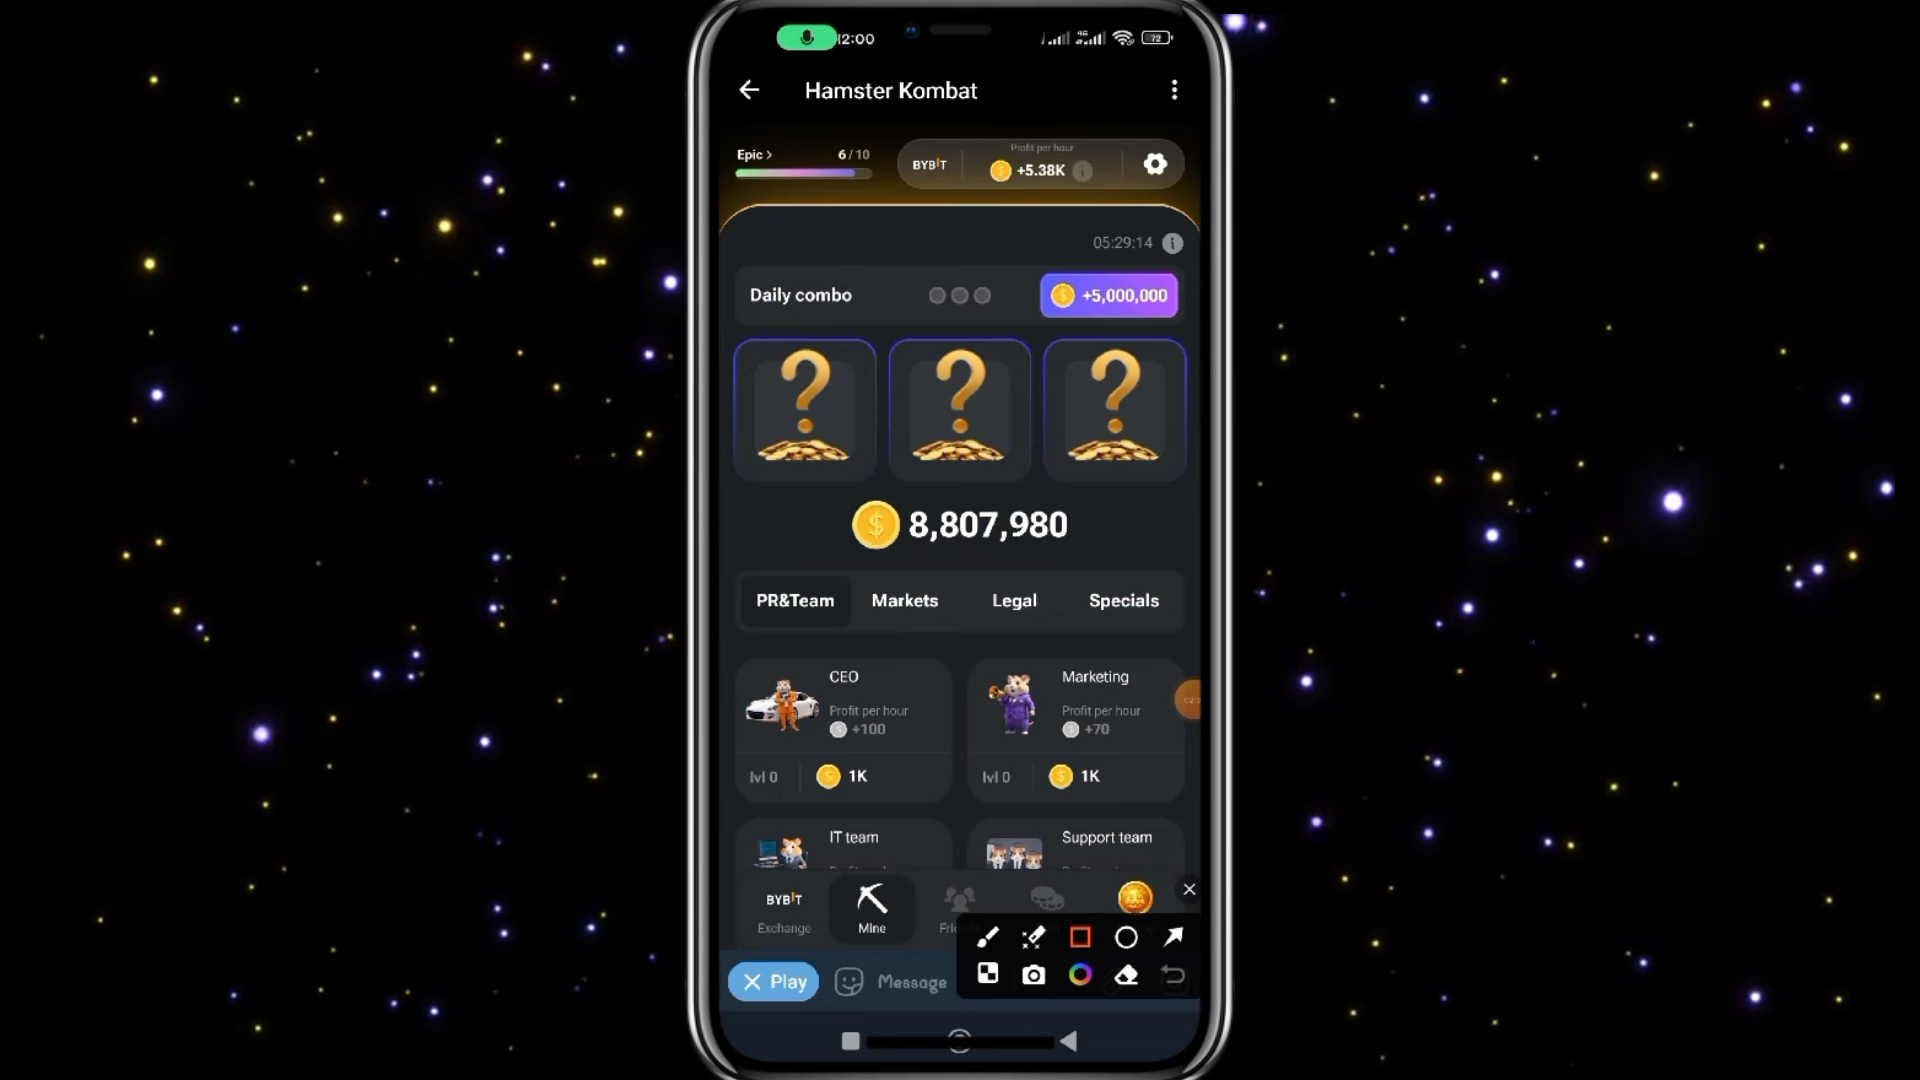 12:00
4G
72
Hamster Kombat
Epic >
6/10
BYBIT
Profit per hour
+5.38K
05:29:14
Daily combo
+5,000,000
8,807,980
PR&Team
Markets
Legal
Specials
CEO
Profit per hour
+100
lvl 0
1K
Marketing
Profit per hour
+70
lvl 0
1K
IT team
Support team
BYBIT
Exchange
Mine
Play
Message